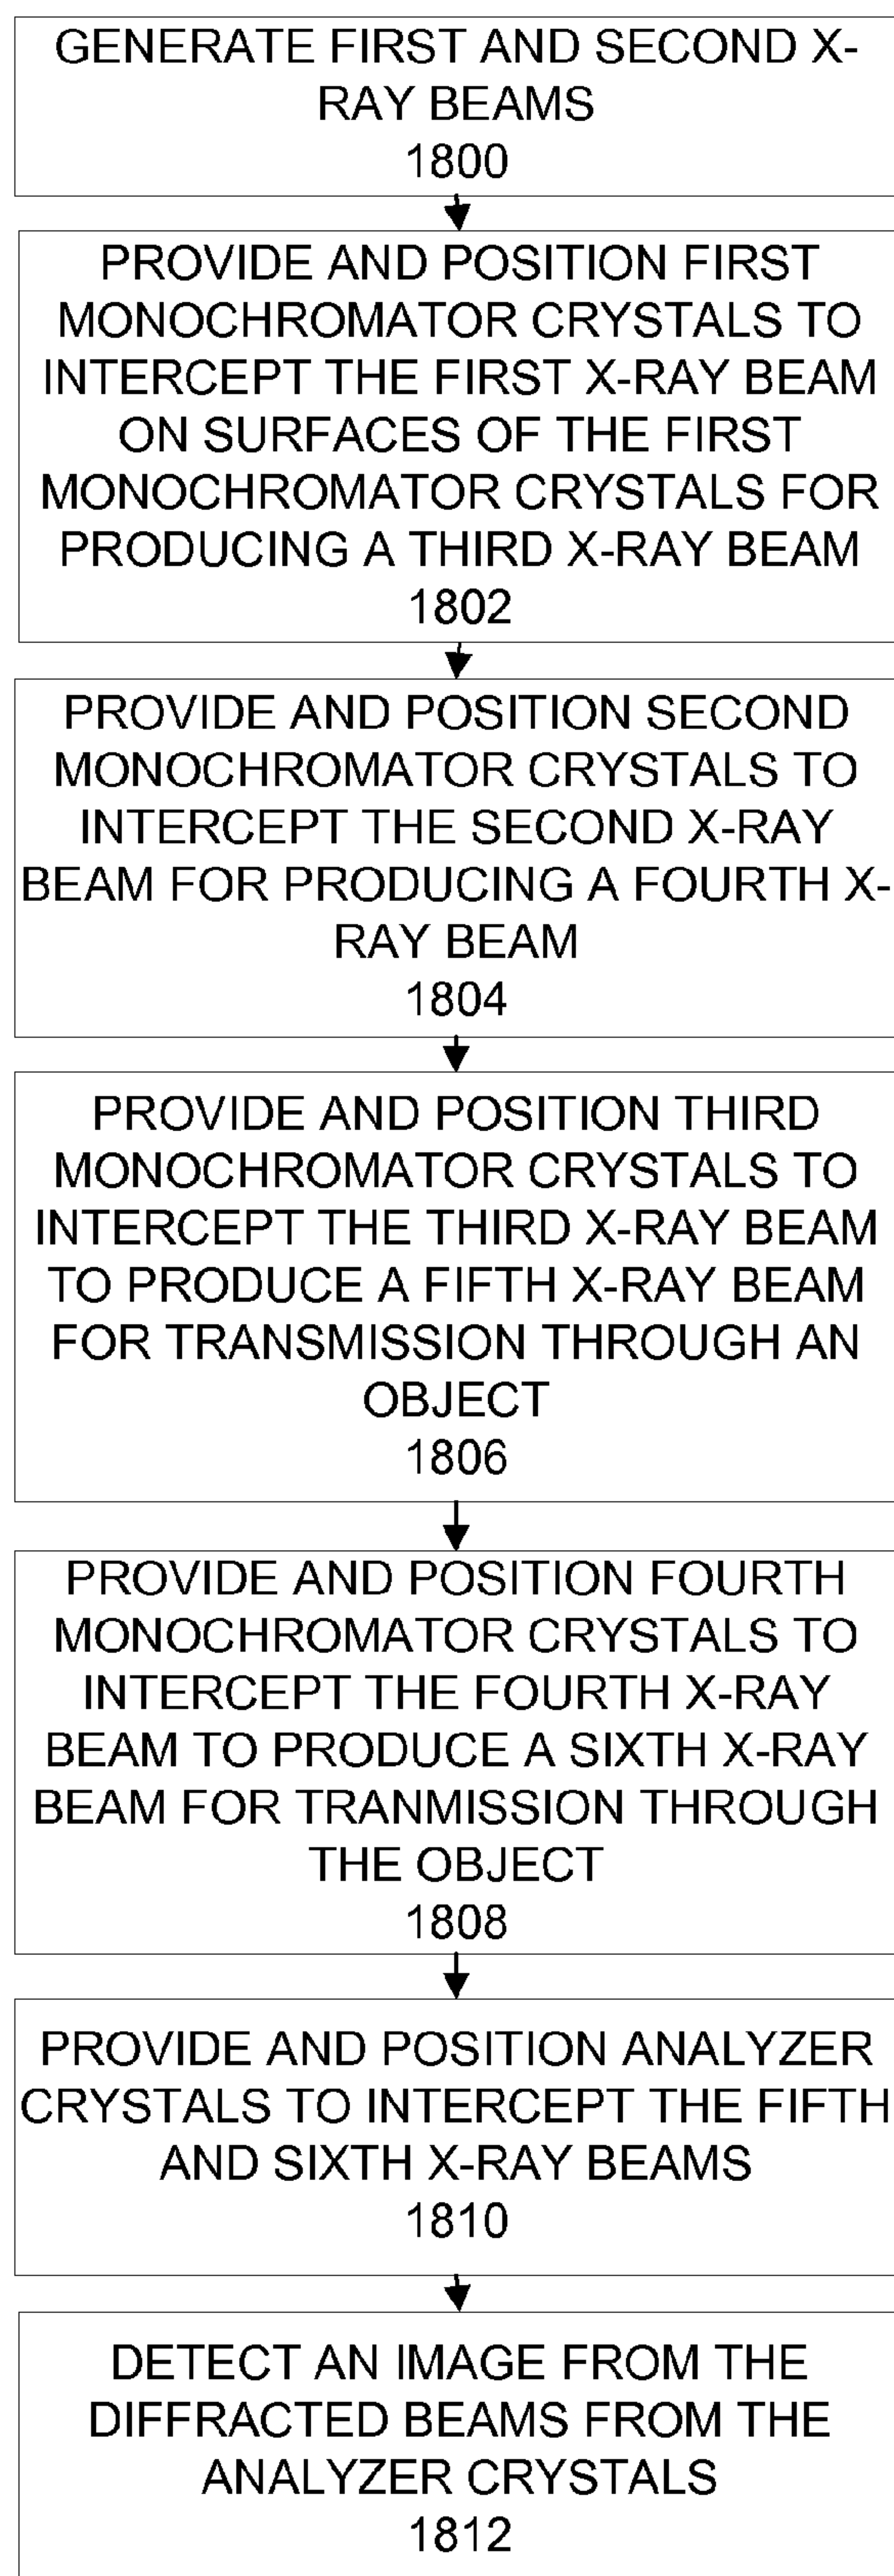 GENERATE FIRST AND SECOND X-
RAY BEAMS
1800
PROVIDE AND POSITION FIRST
MONOCHROMATOR CRYSTALS TO
INTERCEPT THE FIRST X-RAY BEAM
ON SURFACES OF THE FIRST
MONOCHROMATOR CRYSTALS FOR
PRODUCING A THIRD X-RAY BEAM
1802
PROVIDE AND POSITION SECOND
MONOCHROMATOR CRYSTALS TO
INTERCEPT THE SECOND X-RAY
BEAM FOR PRODUCING A FOURTH X-
RAY BEAM
1804
PROVIDE AND POSITION THIRD
MONOCHROMATOR CRYSTALS TO
INTERCEPT THE THIRD X-RAY BEAM
TO PRODUCE A FIFTH X-RAY BEAM
FOR TRANSMISSION THROUGH AN
OBJECT
1806
PROVIDE AND POSITION FOURTH
MONOCHROMATOR CRYSTALS TO
INTERCEPT THE FOURTH X-RAY
BEAM TO PRODUCE A SIXTH X-RAY
BEAM FOR TRANMISSION THROUGH
THE OBJECT
1808
PROVIDE AND POSITION ANALYZER
CRYSTALS TO INTERCEPT THE FIFTH
AND SIXTH X-RAY BEAMS
1810
DETECT AN IMAGE FROM THE
DIFFRACTED BEAMS FROM THE
ANALYZER CRYSTALS
1812